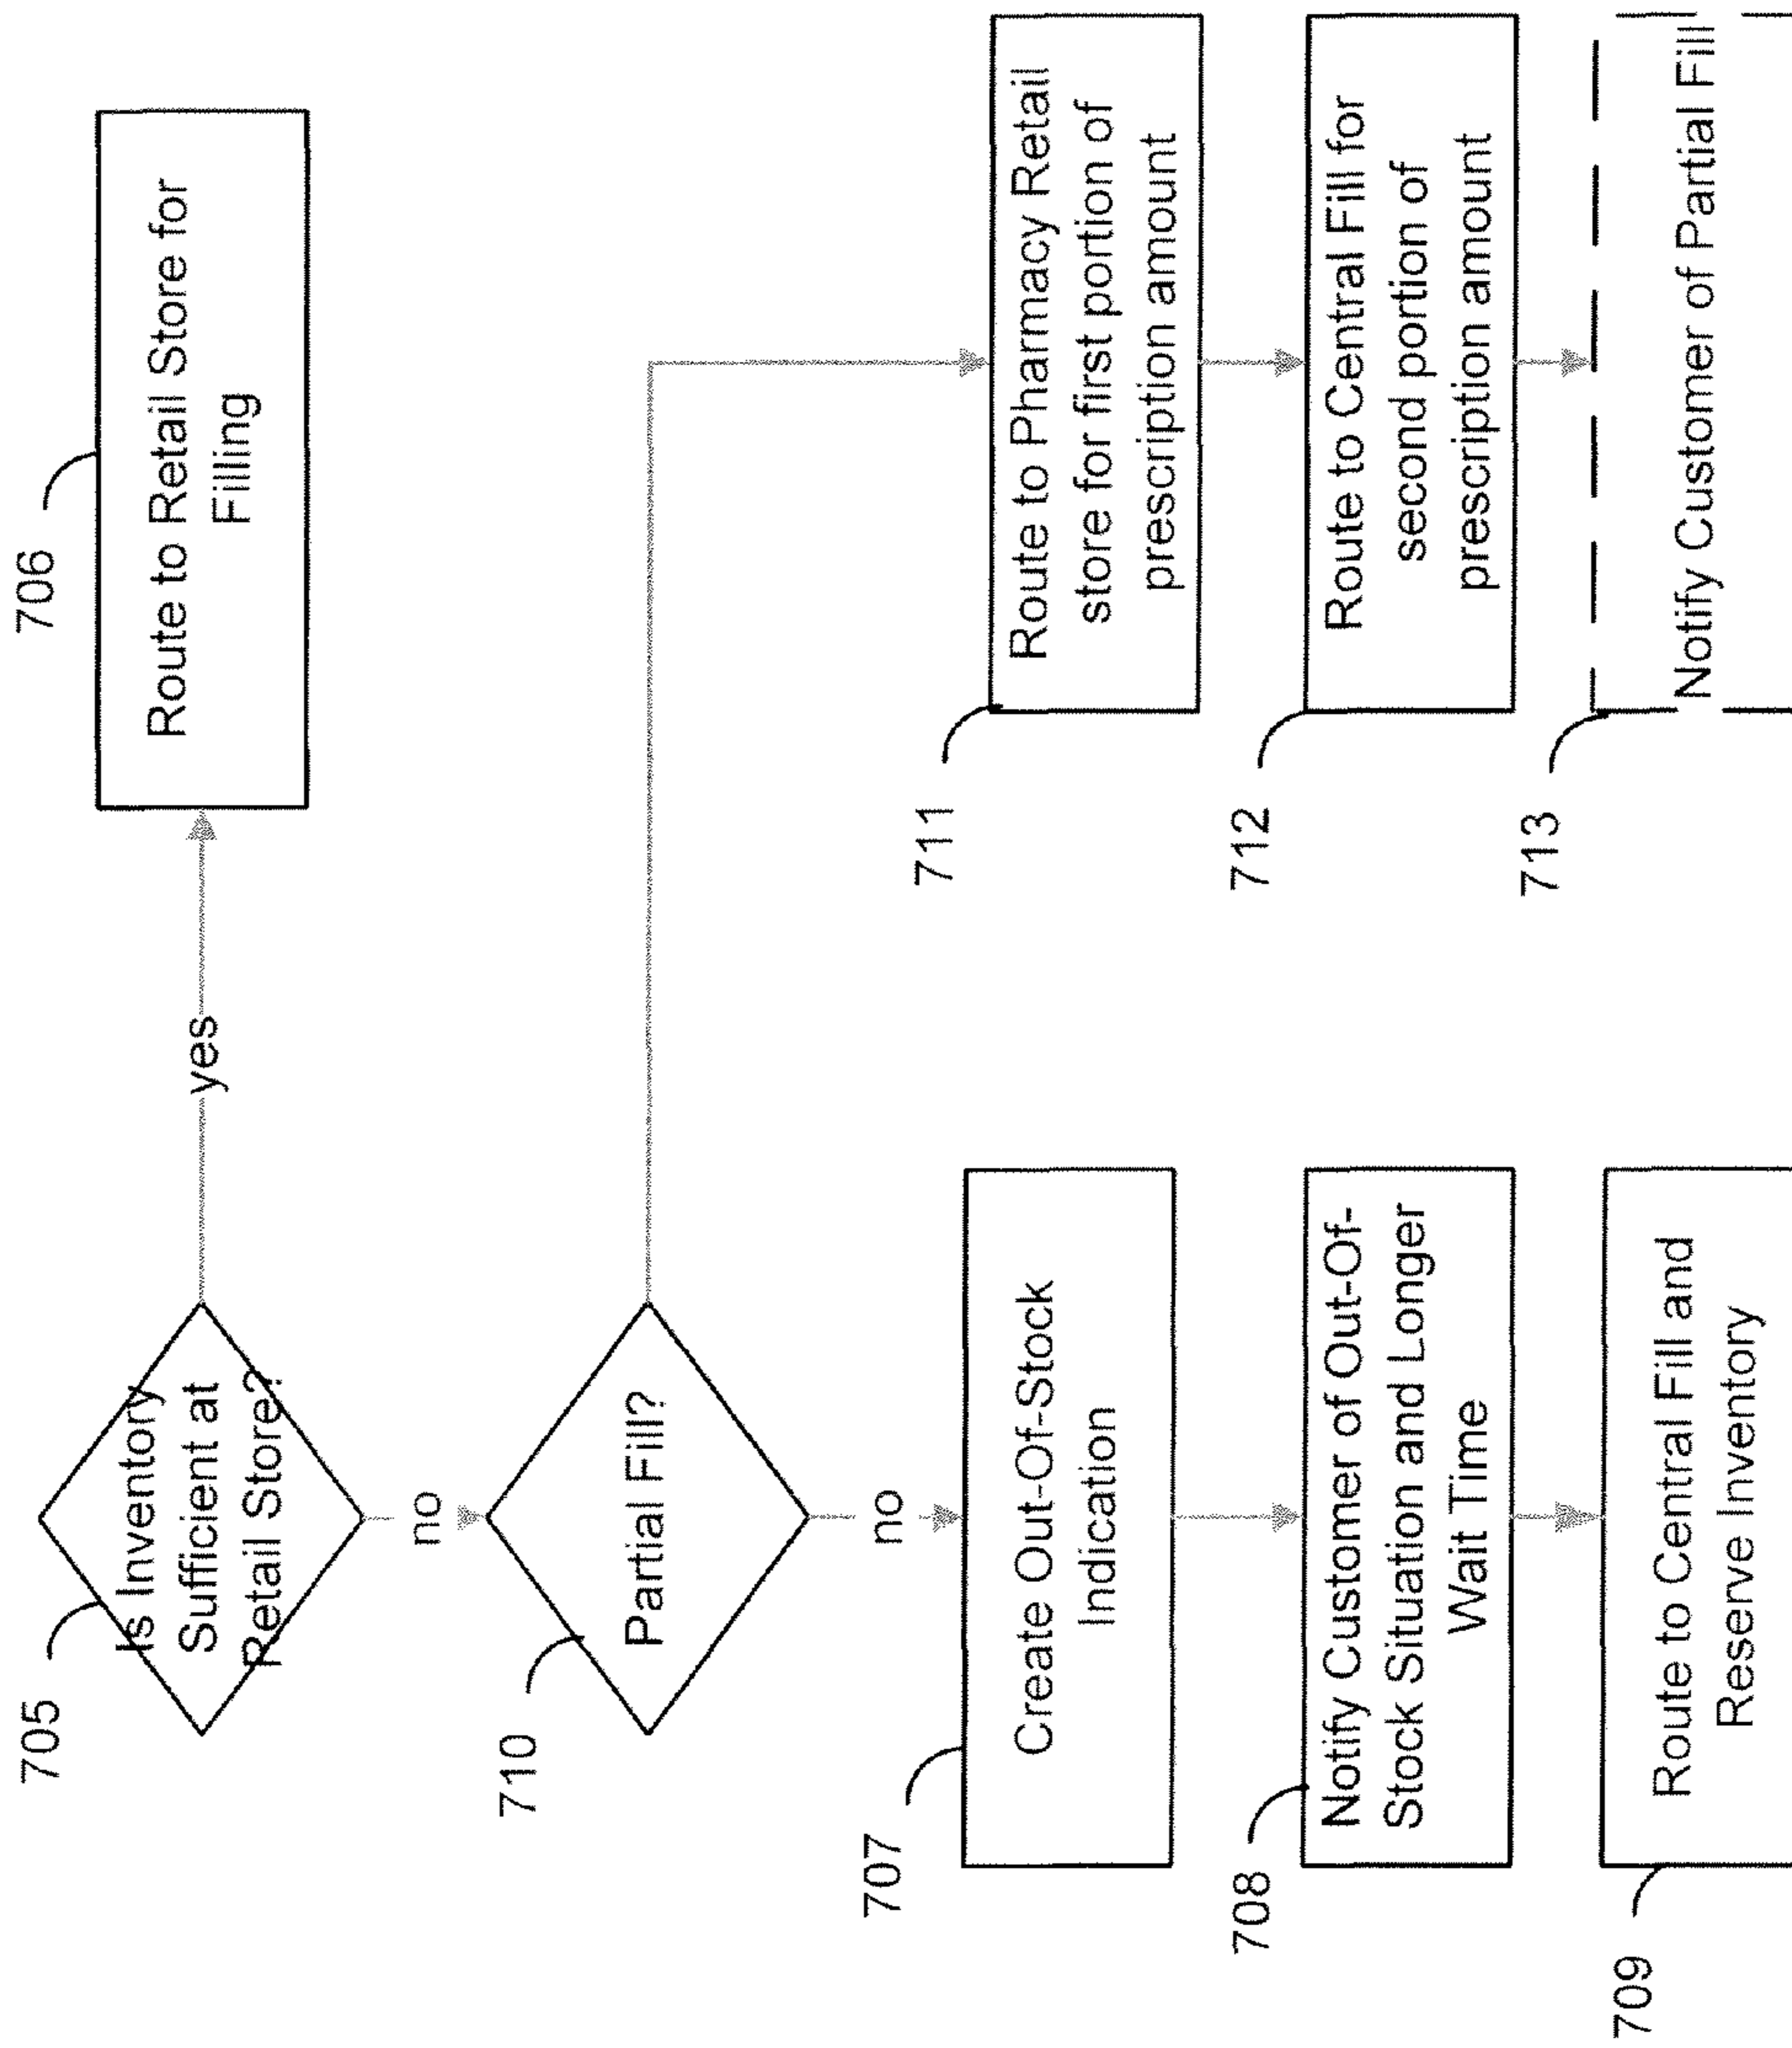 705
Is Inventory
Sufficient at
Retail Store?
yes
706
Route to Retail Store for
Filling
no
710
Partial Fill?
no
707
Create Out-Of-Stock
Indication
708
Notify Customer of Out-Of-
Stock Situation and Longer
Wait Time
709
Route to Central Fill and
Reserve Inventory
711
Route to Pharmacy Retail
store for first portion of
prescription amount
712
Route to Central Fill for
second portion of
prescription amount
713
Notify Customer of Partial Fill